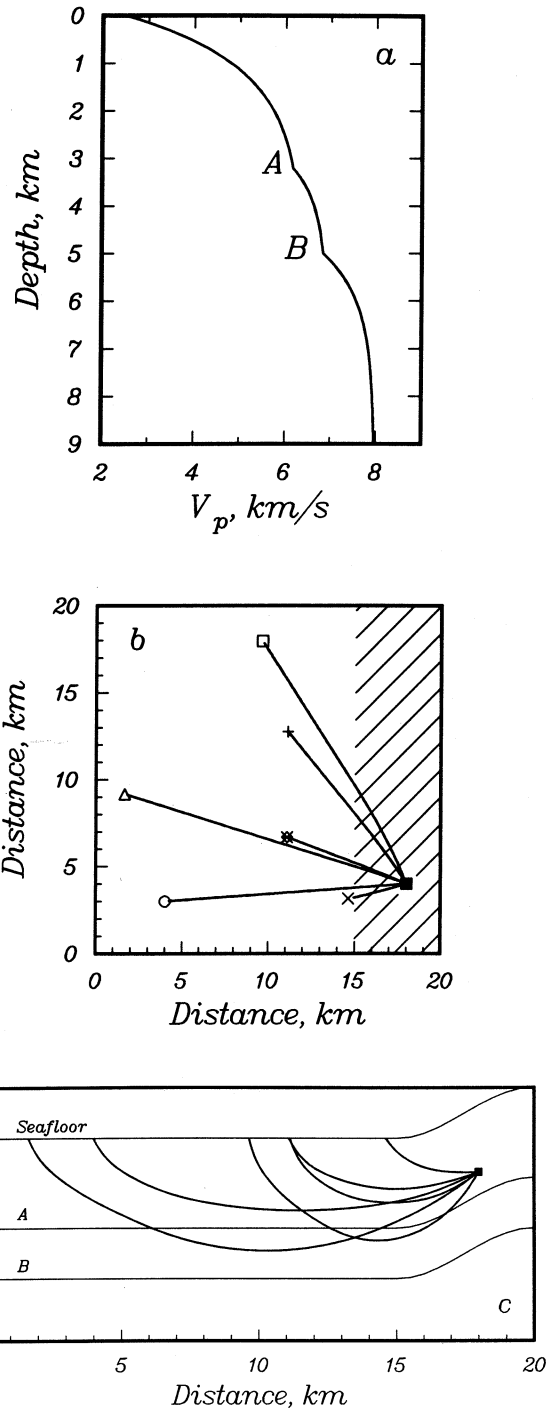 0
a
1
2
3
A
4
5
B
6
7
8
9
2 4 6 8
Depth, km
V_p, km/s
20
b
15
10
5
0
0 5 10 15 20
Distance, km
Distance, km
Seafloor
A
B
C
5 10 15 20
Distance, km